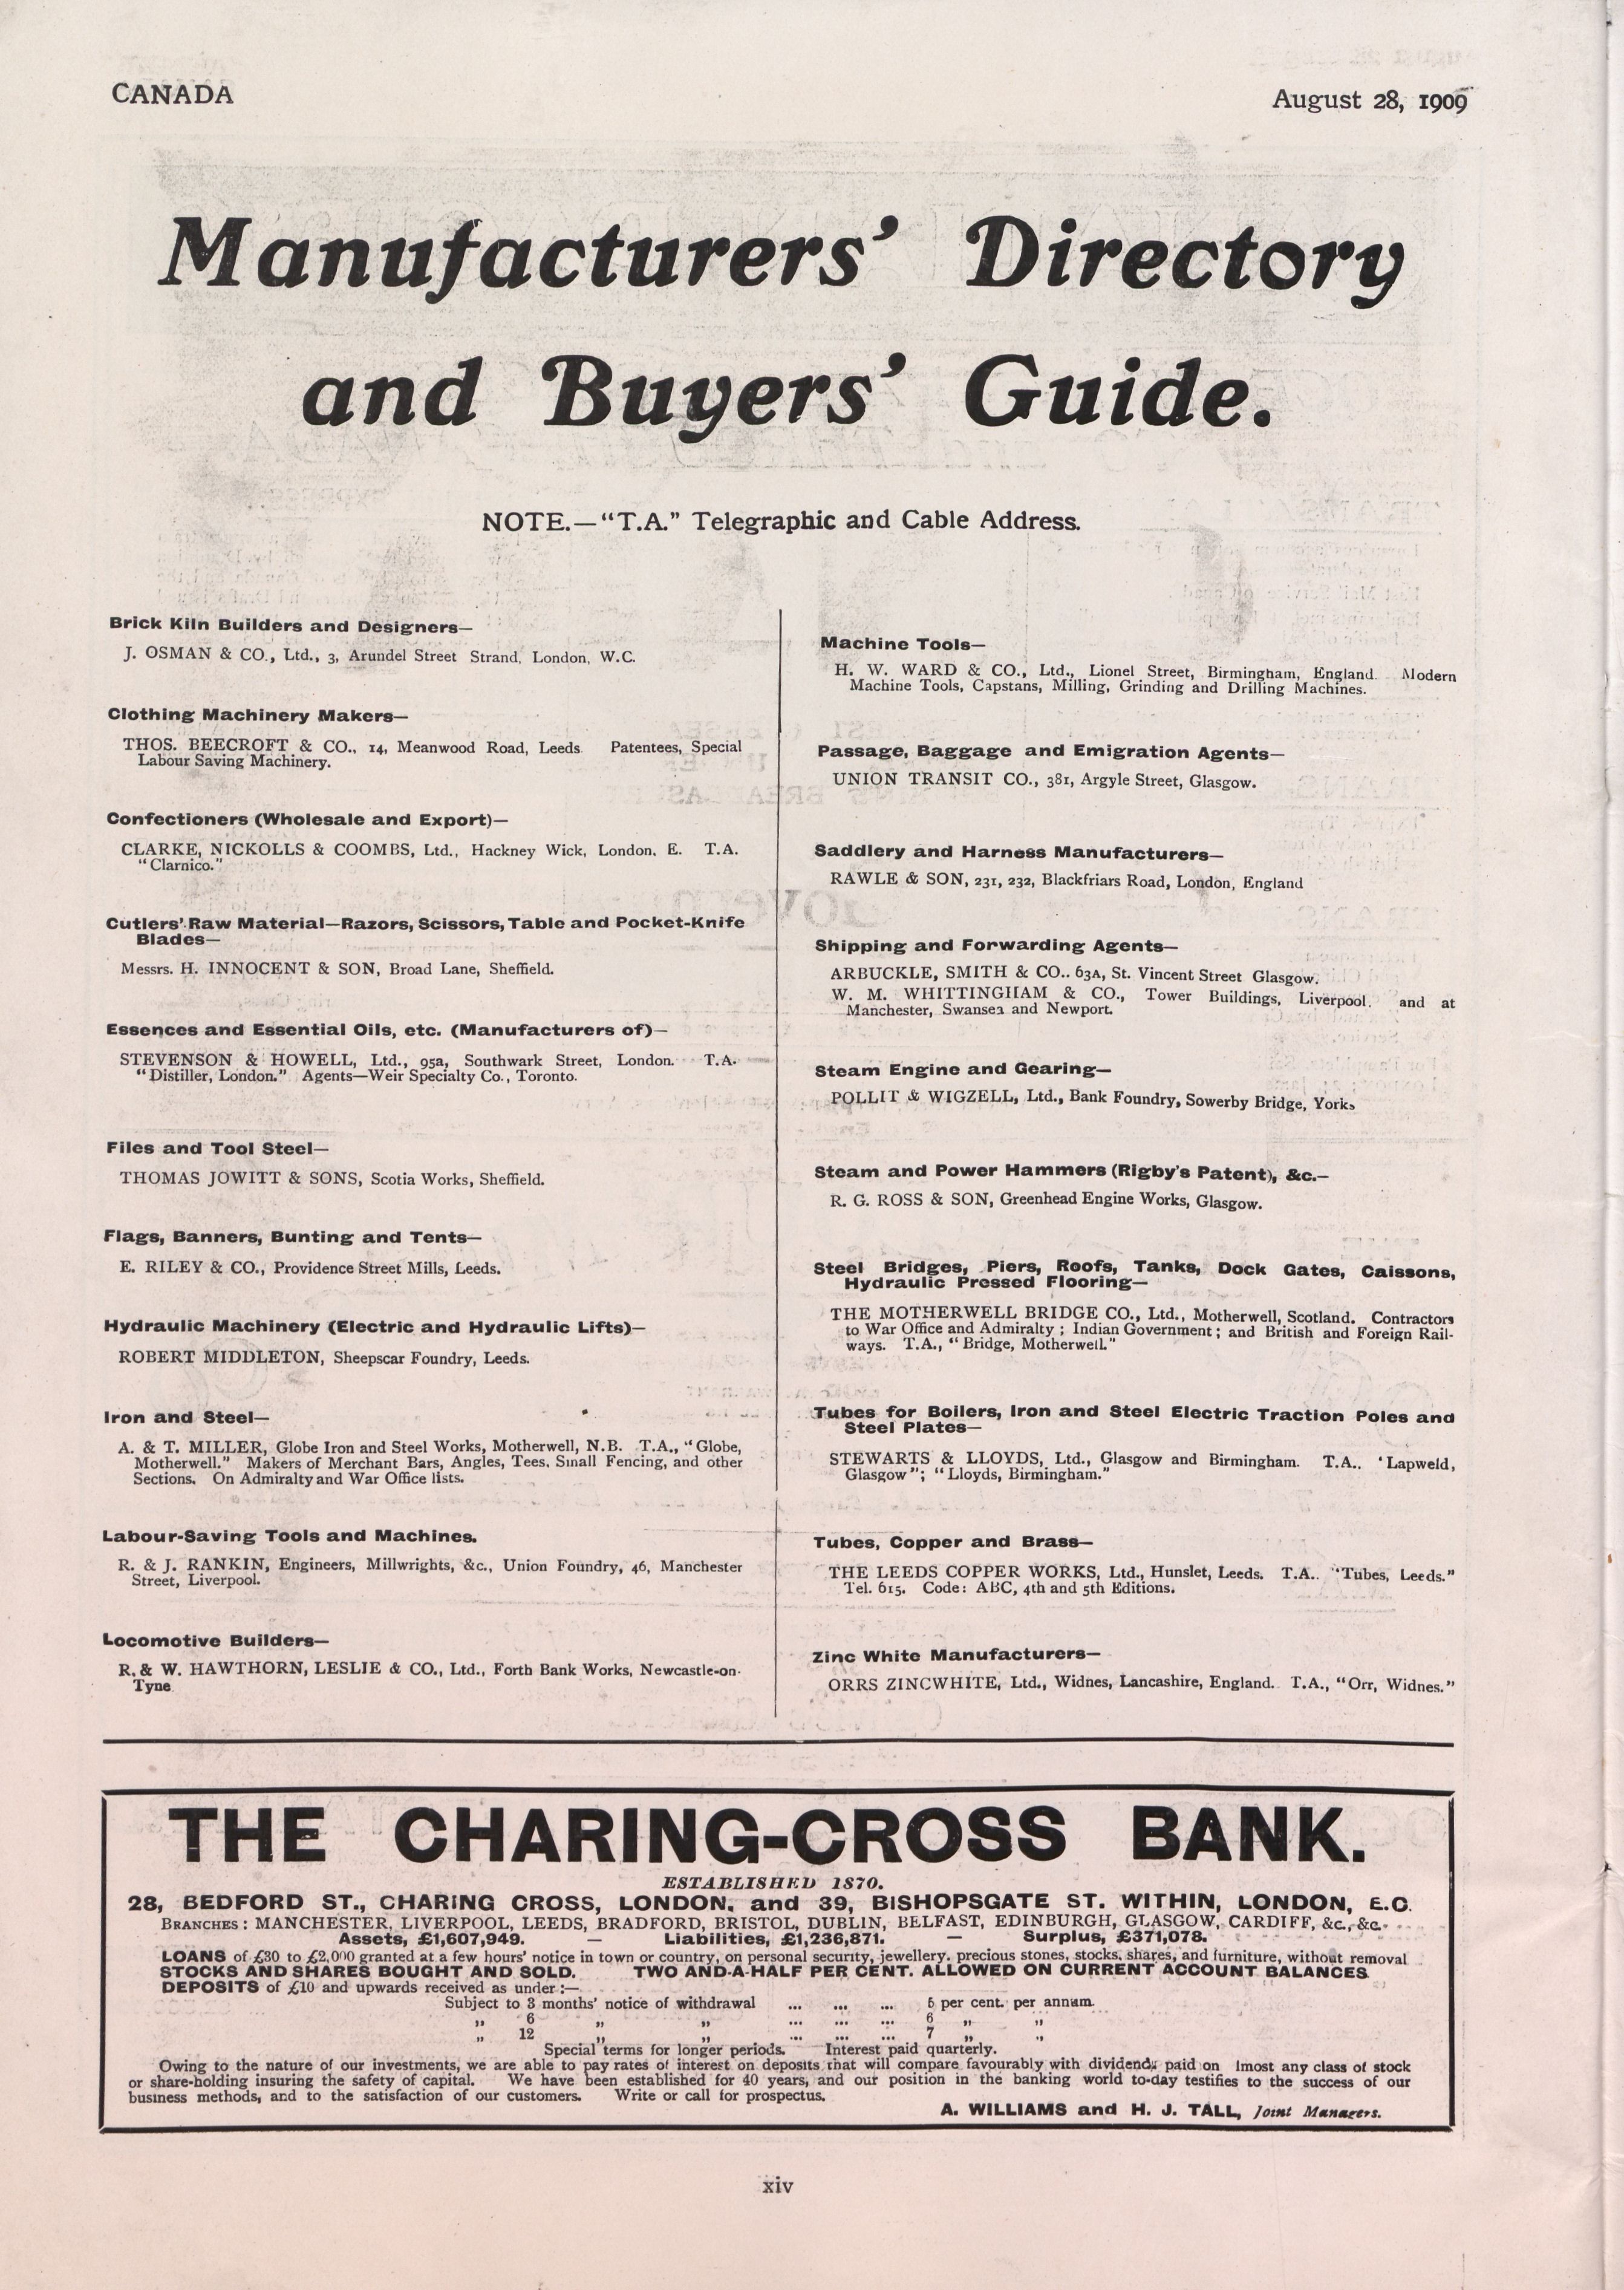 CANADA
August 28, 1909
Manufacturers' Directory
and Buyers' Guide.
NOTE.—"T.A." Telegraphic and Cable Address.
Brick Kiln Builders and Designers—
J. OSMAN & CO., Ltd., 3, Arundel Street Strand, London, W.C.
Clothing Machinery Makers—
THOS. BEECROFT & CO., 14, Meanwood Road, Leeds. Patentees, Special
Labour Saving Machinery.
Confectioners (Wholesale and Export)—
CLARKE, NICKOLLS & COOMBS, Ltd., Hackney Wick, London, E. T.A.
"Clarnico."
Cutlers' Raw Material—Razors, Scissors, Table and Pocket-Knife
Blades—
Messrs. H. INNOCENT & SON, Broad Lane, Sheffield.
Essences and Essential Oils, etc. (Manufacturers of)—
STEVENSON & HOWELL, Ltd., 95a, Southwark Street, London. T.A.
"Distiller, London." Agents—Weir Specialty Co., Toronto.
Files and Tool Steel—
THOMAS JOWITT & SONS, Scotia Works, Sheffield.
Flags, Banners, Bunting and Tents—
E. RILEY & CO., Providence Street Mills, Leeds.
Hydraulic Machinery (Electric and Hydraulic Lifts)—
ROBERT MIDDLETON, Sheepscar Foundry, Leeds.
Iron and Steel—
A. & T. MILLER, Globe Iron and Steel Works, Motherwell, N.B. T.A., "Globe,
Motherwell." Makers of Merchant Bars, Angles, Tees, Small Fencing, and other
Sections. On Admiralty and War Office lists.
Labour-Saving Tools and Machines.
R. & J. RANKIN, Engineers, Millwrights, &c., Union Foundry, 46, Manchester
Street, Liverpool.
Locomotive Builders—
R. & W. HAWTHORN, LESLIE & CO., Ltd., Forth Bank Works, Newcastle-on-
Tyne
Machine Tools—
H. W. WARD & CO., Ltd., Lionel Street, Birmingham, England. Modern
Machine Tools, Capstans, Milling, Grinding and Drilling Machines.
Passage, Baggage and Emigration Agents—
UNION TRANSIT CO., 381, Argyle Street, Glasgow.
Saddlery and Harness Manufacturers—
RAWLE & SON, 231, 232, Blackfriars Road, London, England
Shipping and Forwarding Agents—
ARBUCKLE, SMITH & CO.. 63A, St. Vincent Street Glasgow.
W. M. WHITTINGHAM & CO., Tower Buildings, Liverpool, and at
Manchester, Swansea and Newport.
Steam Engine and Gearing—
POLLIT & WIGZELL, Ltd., Bank Foundry, Sowerby Bridge, Yorks
Steam and Power Hammers (Rigby's Patent), &c.—
R. G. ROSS & SON, Greenhead Engine Works, Glasgow.
Steel Bridges, Piers, Roofs, Tanks, Dock Gates, Caissons,
Hydraulic Pressed Flooring—
THE MOTHERWELL BRIDGE CO., Ltd., Motherwell, Scotland. Contractors
to War Office and Admiralty; Indian Government; and British and Foreign Rail-
ways. T.A., "Bridge, Motherwell."
Tubes for Boilers, Iron and Steel Electric Traction Poles and
Steel Plates—
STEWARTS & LLOYDS, Ltd., Glasgow and Birmingham. T.A.. 'Lapweld,
Glasgow"; "Lloyds, Birmingham."
Tubes, Copper and Brass—
THE LEEDS COPPER WORKS, Ltd., Hunslet, Leeds. T.A.. "Tubes, Leeds."
Tel. 615. Code: ABC, 4th and 5th Editions.
Zinc White Manufacturers—
ORRS ZINCWHITE, Ltd., Widnes, Lancashire, England. T.A., "Orr, Widnes."
THE CHARING-CROSS BANK.
ESTABLISHED 1870.
28, BEDFORD ST., CHARING CROSS, LONDON, and 39, BISHOPSGATE ST. WITHIN, LONDON, E.C.
BRANCHES: MANCHESTER, LIVERPOOL, LEEDS, BRADFORD, BRISTOL, DUBLIN, BELFAST, EDINBURGH, GLASGOW, CARDIFF, &c., &c.
Assets, £1,607,949. — Liabilities, £1,236,871. — Surplus, £371,078.
LOANS of £30 to £2,000 granted at a few hours' notice in town or country, on personal security, jewellery, precious stones, stocks, shares, and furniture, without removal
STOCKS AND SHARES BOUGHT AND SOLD. TWO AND-A-HALF PER CENT. ALLOWED ON CURRENT ACCOUNT BALANCES
DEPOSITS of £10 and upwards received as under:—
Subject to 3 months' notice of withdrawal ... ... ... 5 per cent. per annum.
,, 6 ,, ,, ... ... ... 6 ,, ,,
,, 12 ,, ,, ... ... ... 7 ,, ,,
Special terms for longer periods. Interest paid quarterly.
Owing to the nature of our investments, we are able to pay rates of interest on deposits that will compare favourably with dividends paid on lmost any class of stock
or share-holding insuring the safety of capital. We have been established for 40 years, and our position in the banking world to-day testifies to the success of our
business methods, and to the satisfaction of our customers. Write or call for prospectus.
A. WILLIAMS and H. J. TALL, Joint Managers.
xiv